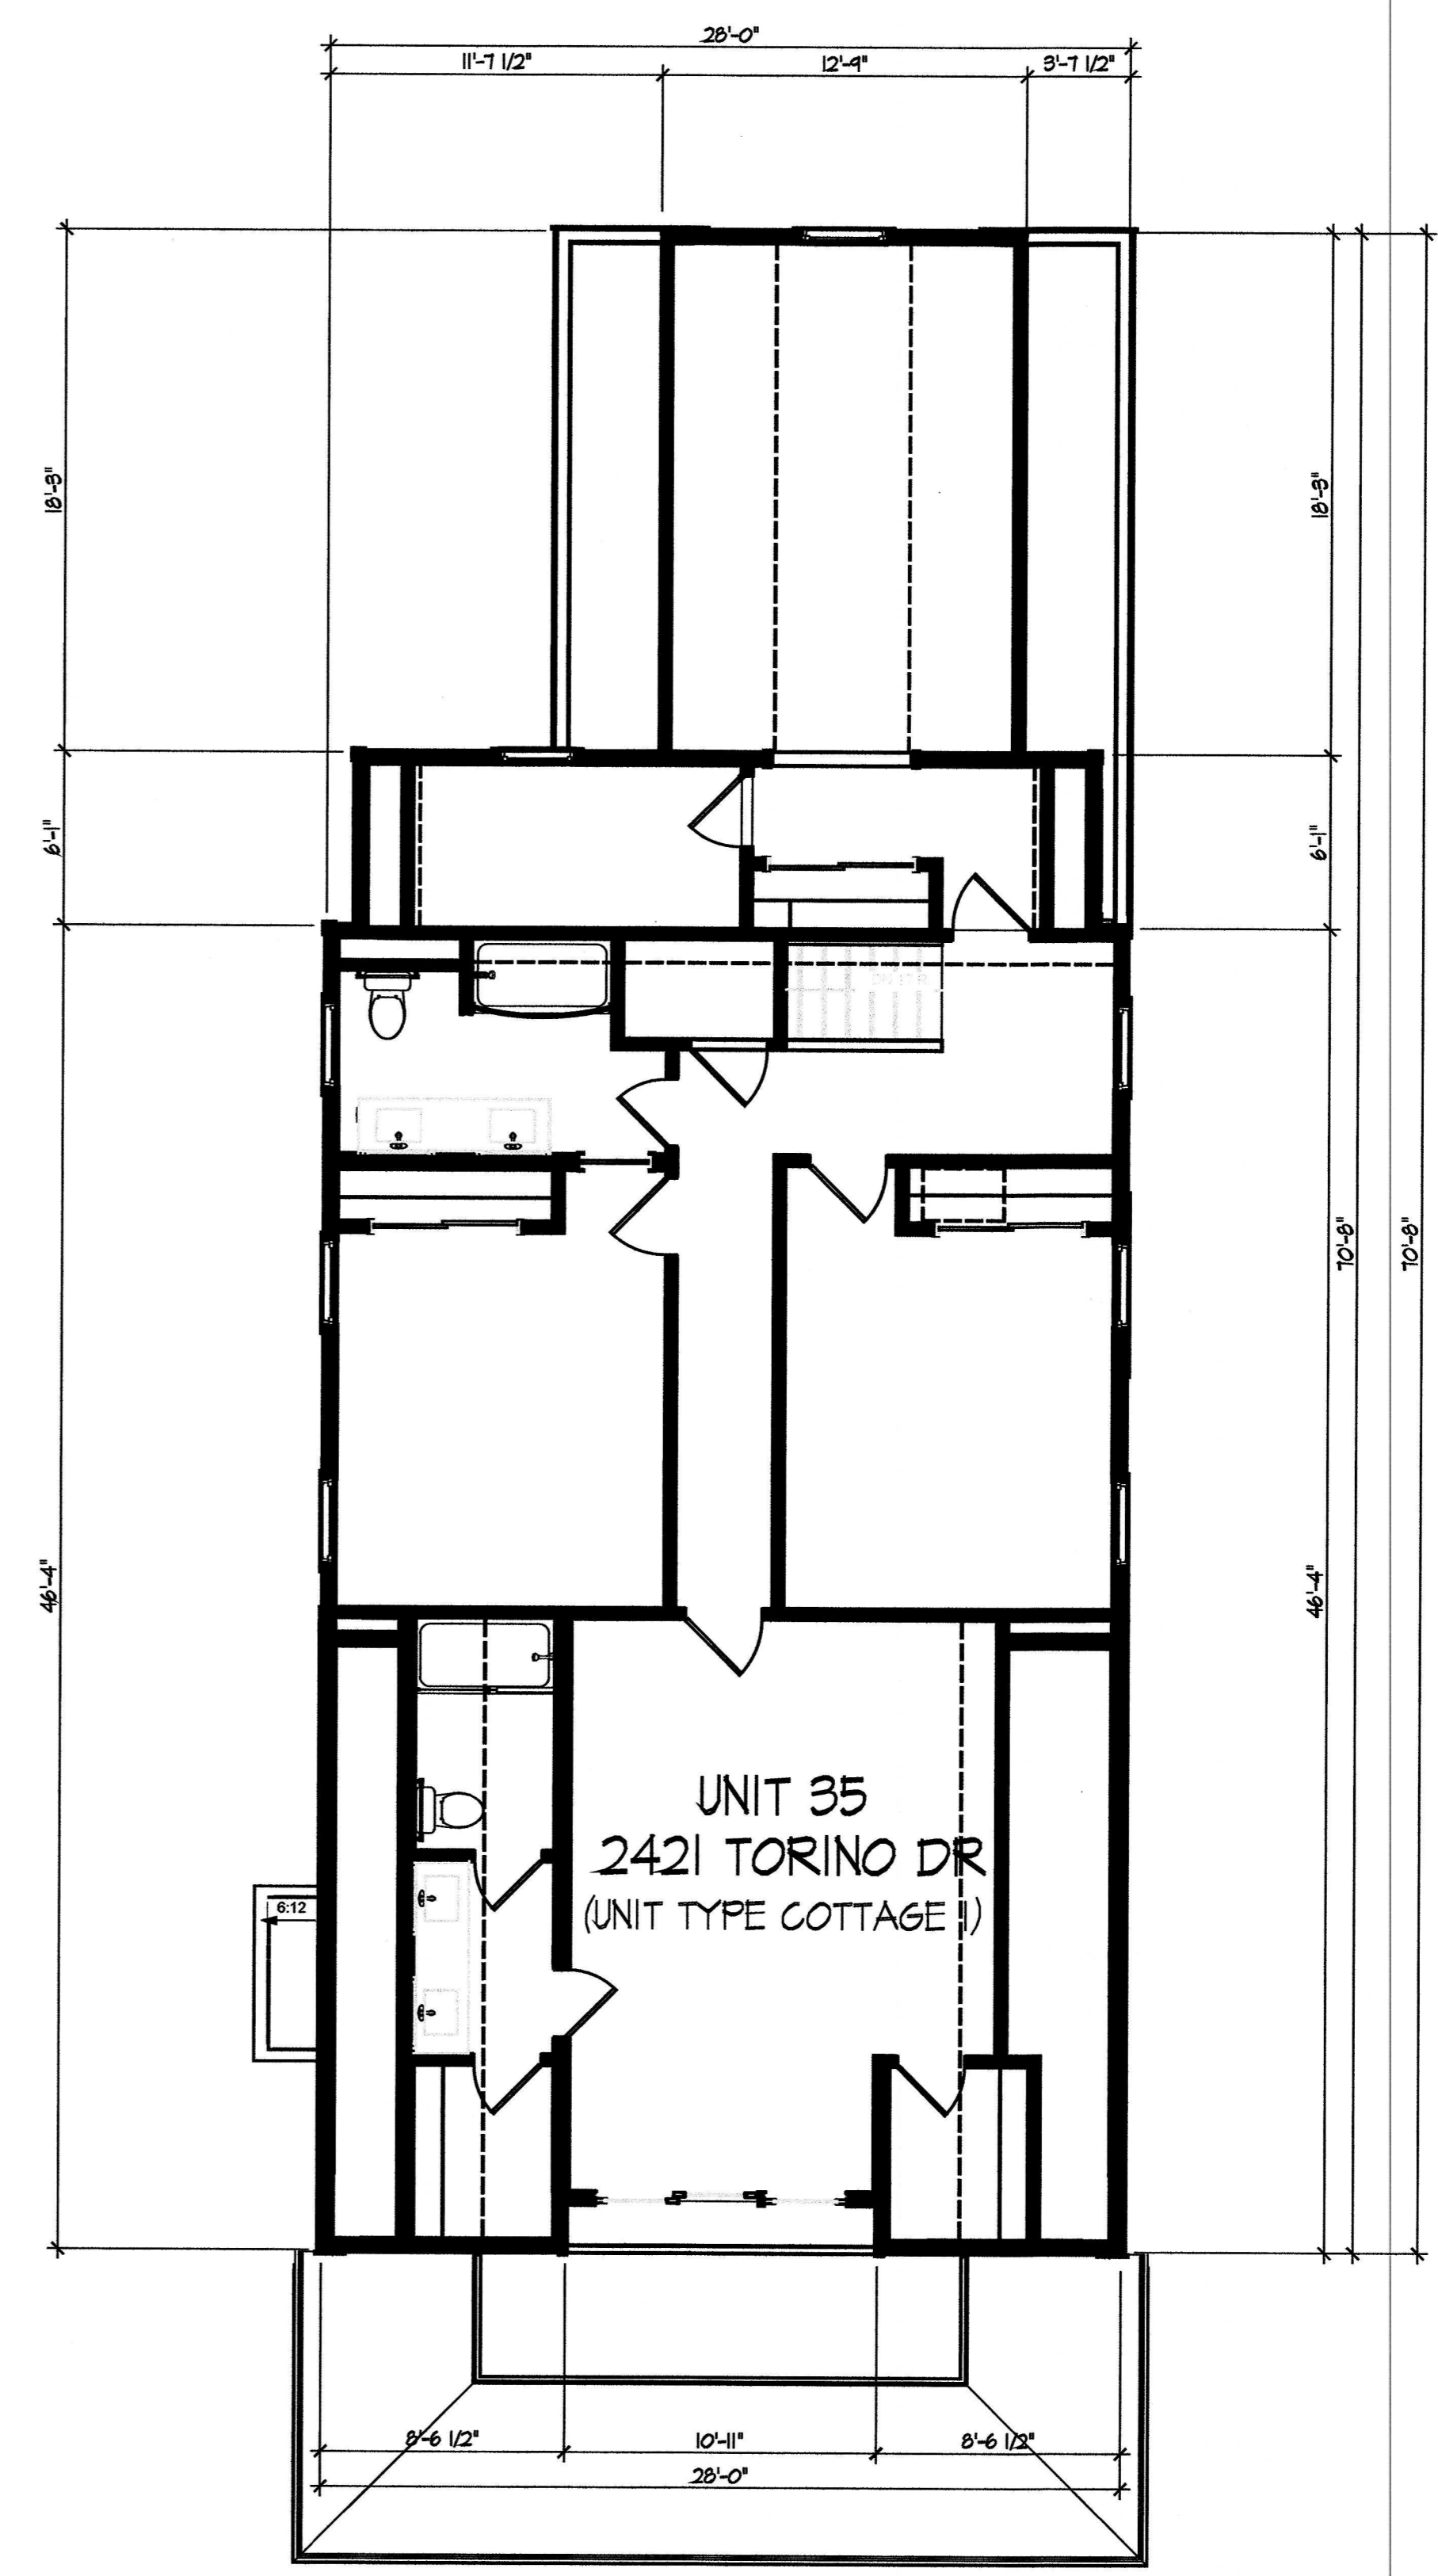 28'-0"
11'-7 1/2" 12'-9" 3'-7 1/2"
18'-3" 18'-3"
6'-1" 6'-1"
70'-8" 70'-8"
46'-4" 46'-4"
UNIT 35
2421 TORINO DR
(UNIT TYPE COTTAGE 1)
6:12
8'-6 1/2" 10'-11" 8'-6 1/2"
28'-0"